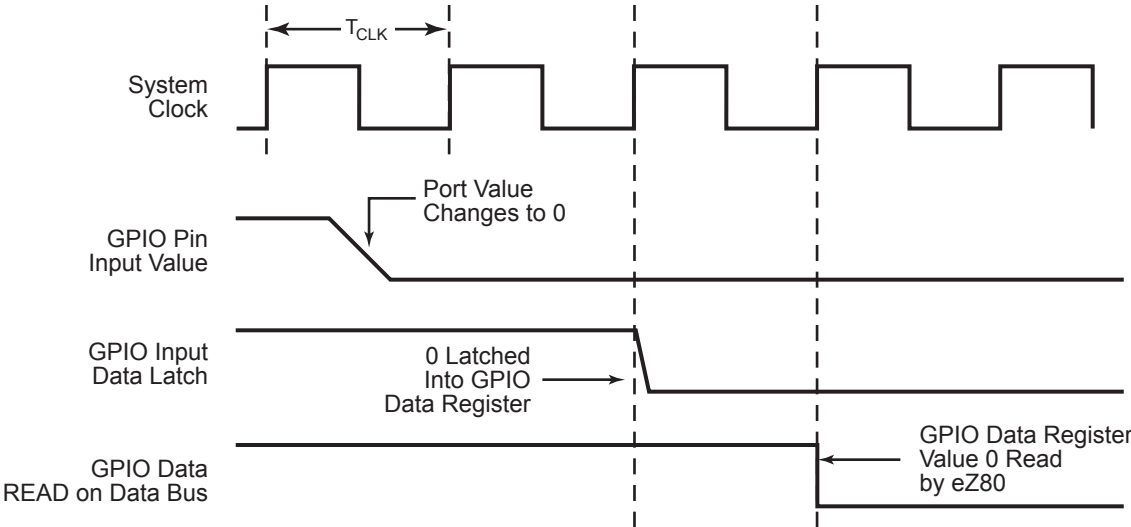 T_CLK
System
Clock
Port Value
Changes to 0
GPIO Pin
Input Value
GPIO Input
Data Latch
0 Latched
Into GPIO
Data Register
GPIO Data
READ on Data Bus
GPIO Data Register
Value 0 Read
by eZ80